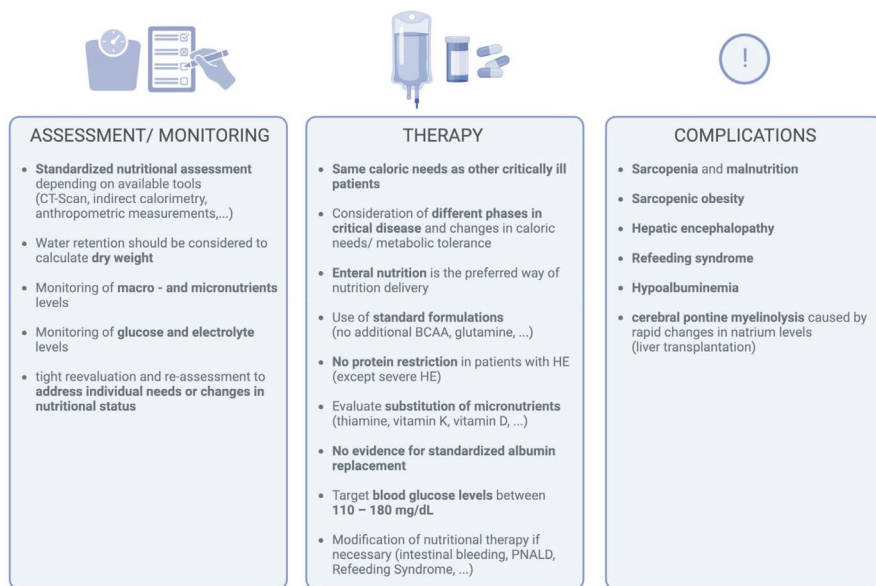 ASSESSMENT/ MONITORING
• Standardized nutritional assessment
depending on available tools
(CT-Scan, indirect calorimetry,
anthropometric measurements,...)
• Water retention should be considered to
calculate dry weight
• Monitoring of macro - and micronutrients
levels
• Monitoring of glucose and electrolyte
levels
• tight reevaluation and re-assessment to
address individual needs or changes in
nutritional status
THERAPY
• Same caloric needs as other critically ill
patients
• Consideration of different phases in
critical disease and changes in caloric
needs/ metabolic tolerance
• Enteral nutrition is the preferred way of
nutrition delivery
• Use of standard formulations
(no additional BCAA, glutamine, ...)
• No protein restriction in patients with HE
(except severe HE)
• Evaluate substitution of micronutrients
(thiamine, vitamin K, vitamin D, ...)
• No evidence for standardized albumin
replacement
• Target blood glucose levels between
110 – 180 mg/dL
• Modification of nutritional therapy if
necessary (intestinal bleeding, PNALD,
Refeeding Syndrome, ...)
!
COMPLICATIONS
• Sarcopenia and malnutrition
• Sarcopenic obesity
• Hepatic encephalopathy
• Refeeding syndrome
• Hypoalbuminemia
• cerebral pontine myelinolysis caused by
rapid changes in natrium levels
(liver transplantation)